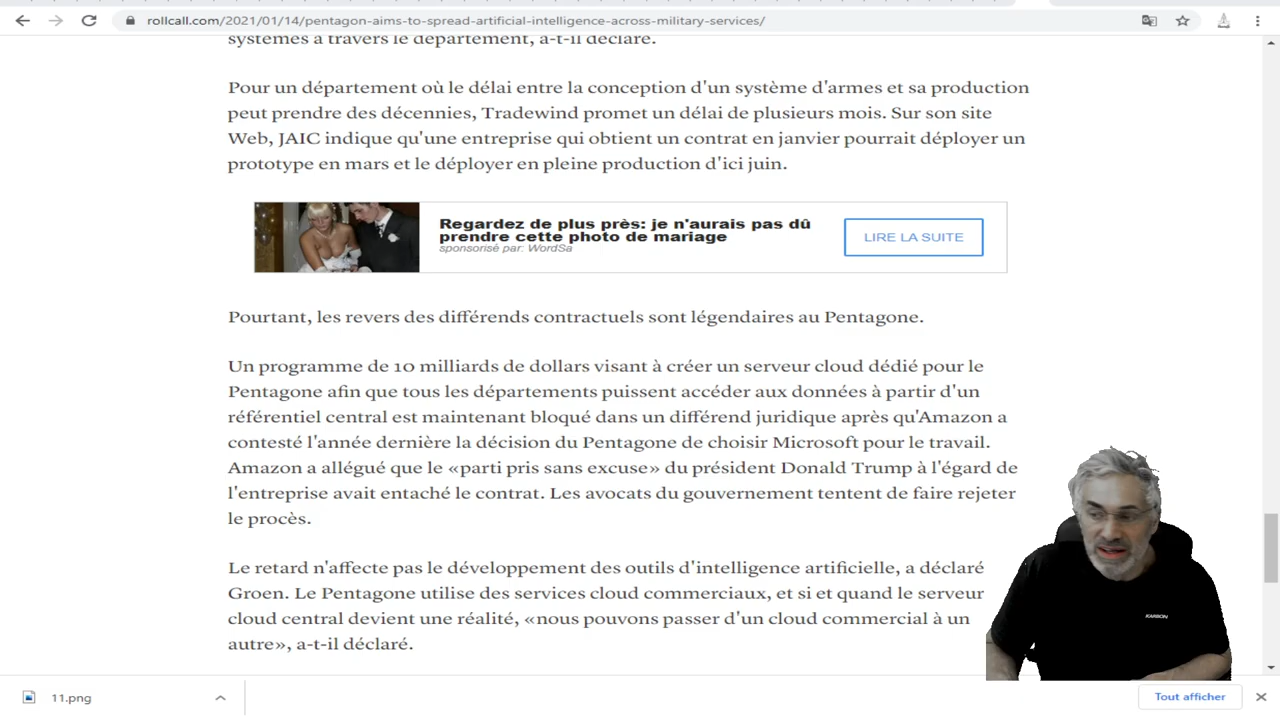 rollcall.com/2021/01/14/pentagon-aims-to-spread-artificial-intelligence-across-military-services/
systèmes à travers le département, a-t-il déclaré.
Pour un département où le délai entre la conception d'un système d'armes et sa production
peut prendre des décennies, Tradewind promet un délai de plusieurs mois. Sur son site
Web, JAIC indique qu'une entreprise qui obtient un contrat en janvier pourrait déployer un
prototype en mars et le déployer en pleine production d'ici juin.
Regardez de plus près: je n'aurais pas dû
prendre cette photo de mariage
sponsorisé par: WordSa
LIRE LA SUITE
Pourtant, les revers des différends contractuels sont légendaires au Pentagone.
Un programme de 10 milliards de dollars visant à créer un serveur cloud dédié pour le
Pentagone afin que tous les départements puissent accéder aux données à partir d'un
référentiel central est maintenant bloqué dans un différend juridique après qu'Amazon a
contesté l'année dernière la décision du Pentagone de choisir Microsoft pour le travail.
Amazon a allégué que le «parti pris sans excuse» du président Donald Trump à l'égard de
l'entreprise avait entaché le contrat. Les avocats du gouvernement tentent de faire rejeter
le procès.
Le retard n'affecte pas le développement des outils d'intelligence artificielle, a déclaré
Groen. Le Pentagone utilise des services cloud commerciaux, et si et quand le serveur
cloud central devient une réalité, «nous pouvons passer d'un cloud commercial à un
autre», a-t-il déclaré.
KARBON
11.png
Tout afficher